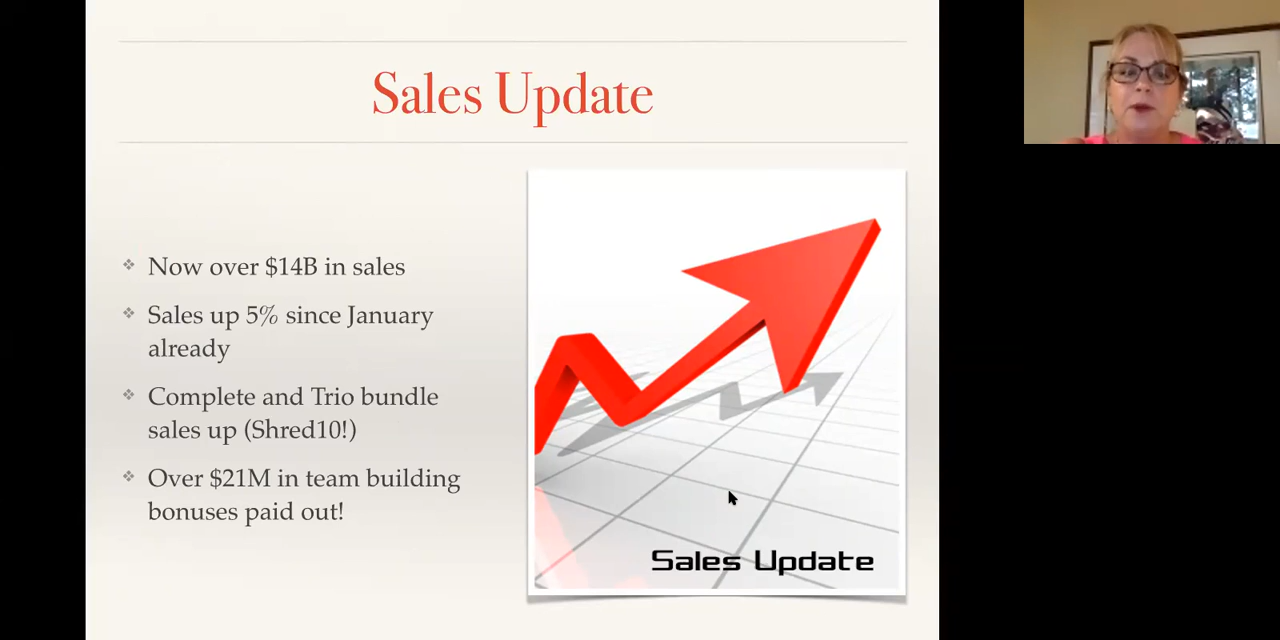 Sales Update
Now over $14B in sales
Sales up 5% since January
already
Complete and Trio bundle
sales up (Shred10!)
Over $21M in team building
bonuses paid out!
Sales Update